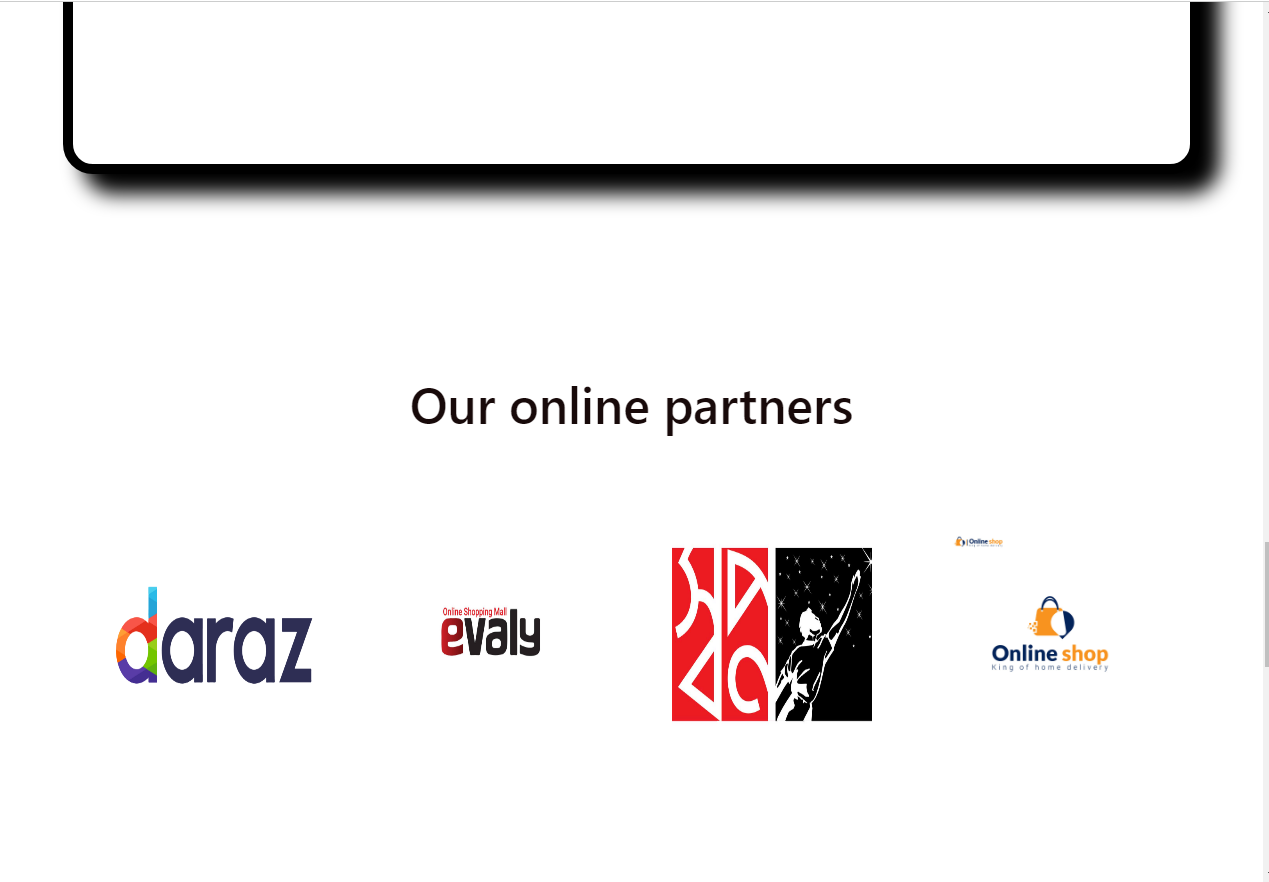 Our online partners
daraz
Online Shopping Mall
evaly
Online shop
Online shop
King of home delivery